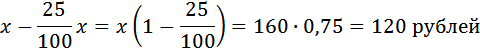 x − 25/100 x = x(1 − 25/100) = 160 · 0,75 = 120 рублей